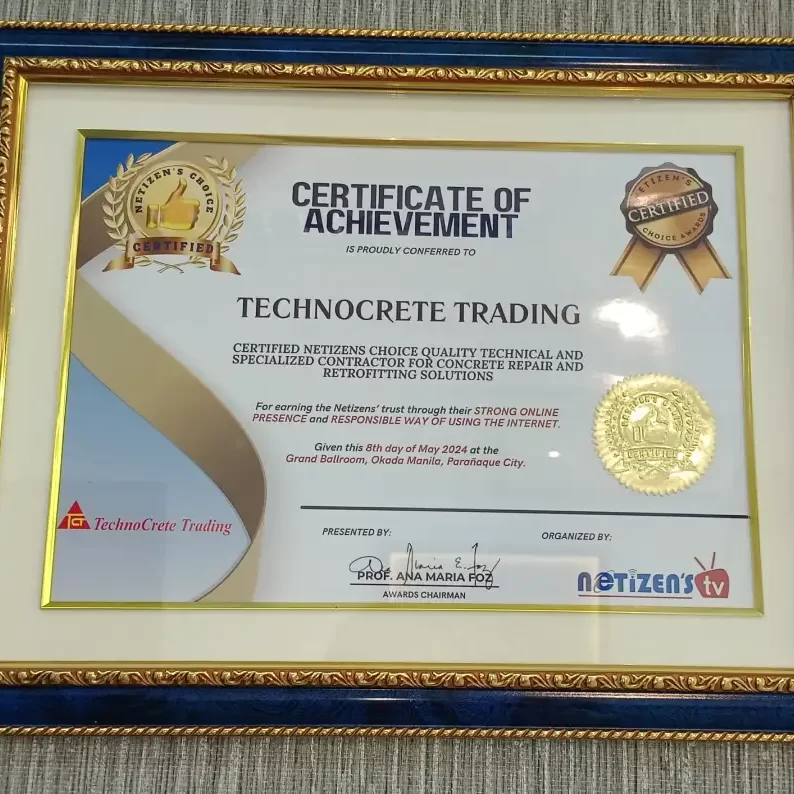 NETIZEN'S CHOICE
CERTIFIED
CERTIFICATE OF
ACHIEVEMENT
IS PROUDLY CONFERRED TO
NETIZEN'S
CERTIFIED
CHOICE AWARDS
TECHNOCRETE TRADING
CERTIFIED NETIZENS CHOICE QUALITY TECHNICAL AND
SPECIALIZED CONTRACTOR FOR CONCRETE REPAIR AND
RETROFITTING SOLUTIONS
For earning the Netizens' trust through their STRONG ONLINE
PRESENCE and RESPONSIBLE WAY OF USING THE INTERNET.
Given this 8th day of May 2024 at the
Grand Ballroom, Okada Manila, Parañaque City.
CERTIFIED
TCT
TechnoCrete Trading
PRESENTED BY:
ORGANIZED BY:
PROF. ANA MARIA FOZ
AWARDS CHAIRMAN
NETiZEN'S tv